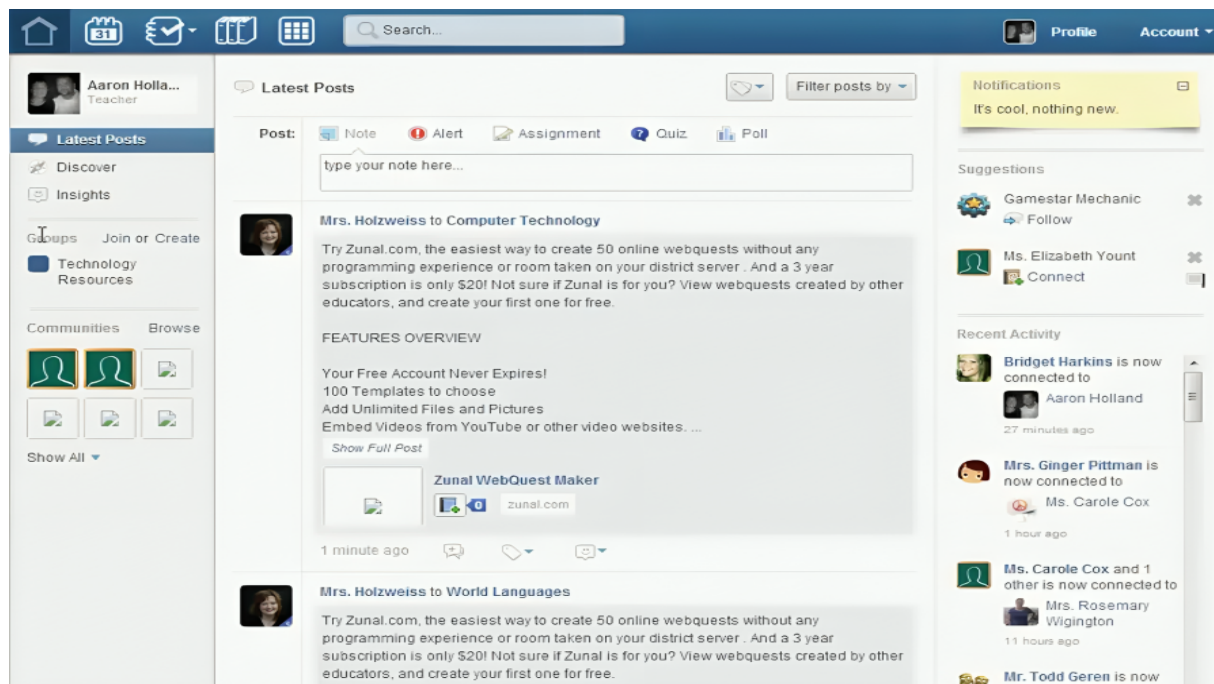 31
Search...
Profile
Account
Aaron Holla...
Teacher
Latest Posts
Discover
Insights
Groups Join or Create
Technology
Resources
Communities Browse
Show All
Latest Posts
Filter posts by
Post: Note Alert Assignment Quiz Poll
type your note here...
Mrs. Holzweiss to Computer Technology
Try Zunal.com, the easiest way to create 50 online webquests without any
programming experience or room taken on your district server . And a 3 year
subscription is only $20! Not sure if Zunal is for you? View webquests created by other
educators, and create your first one for free.
FEATURES OVERVIEW
Your Free Account Never Expires!
100 Templates to choose
Add Unlimited Files and Pictures
Embed Videos from YouTube or other video websites. ...
Show Full Post
Zunal WebQuest Maker
0 zunal.com
1 minute ago
Mrs. Holzweiss to World Languages
Try Zunal.com, the easiest way to create 50 online webquests without any
programming experience or room taken on your district server . And a 3 year
subscription is only $20! Not sure if Zunal is for you? View webquests created by other
educators, and create your first one for free.
Notifications
It's cool, nothing new.
Suggestions
Gamestar Mechanic
Follow
Ms. Elizabeth Yount
Connect
Recent Activity
Bridget Harkins is now
connected to
Aaron Holland
27 minutes ago
Mrs. Ginger Pittman is
now connected to
Ms. Carole Cox
1 hour ago
Ms. Carole Cox and 1
other is now connected to
Mrs. Rosemary
Wigington
11 hours ago
Mr. Todd Geren is now